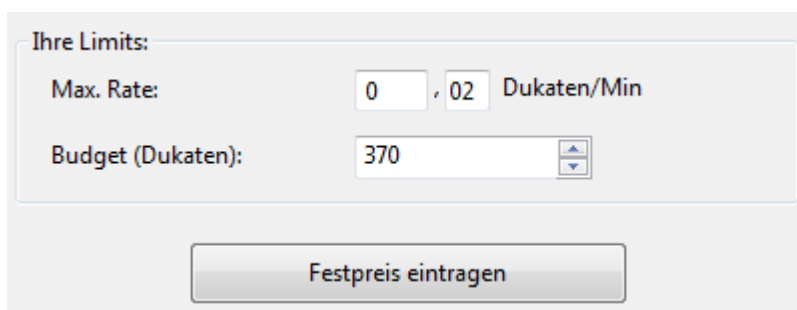 Ihre Limits:
Max. Rate: 0 , 02 Dukaten/Min
Budget (Dukaten): 370
Festpreis eintragen